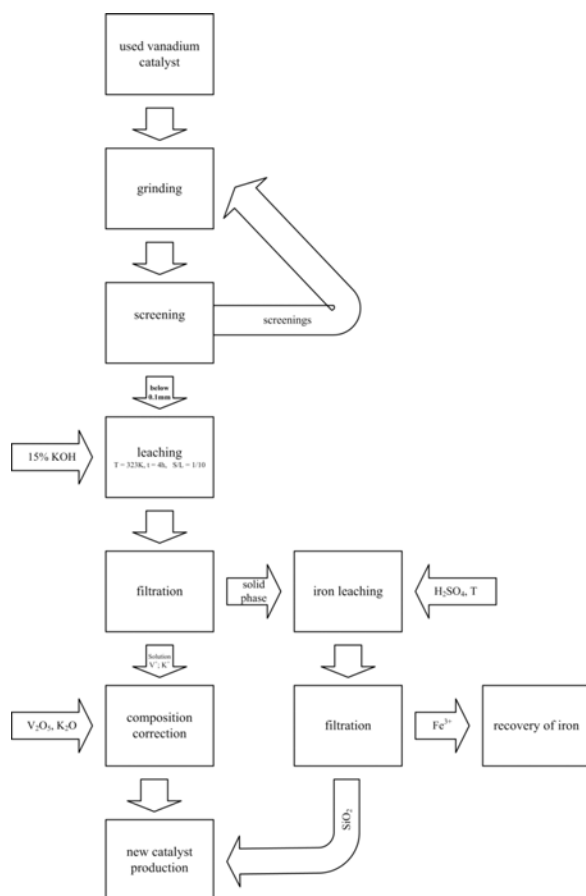 used vanadium
catalyst
grinding
screening
screenings
below
0.1mm
15% KOH
leaching
T = 323K, t = 4h, S/L = 1/10
filtration
solid
phase
iron leaching
H₂SO₄, T
Solution
V⁺; K⁺
V₂O₅, K₂O
composition
correction
filtration
Fe³⁺
recovery of iron
SiO₂
new catalyst
production